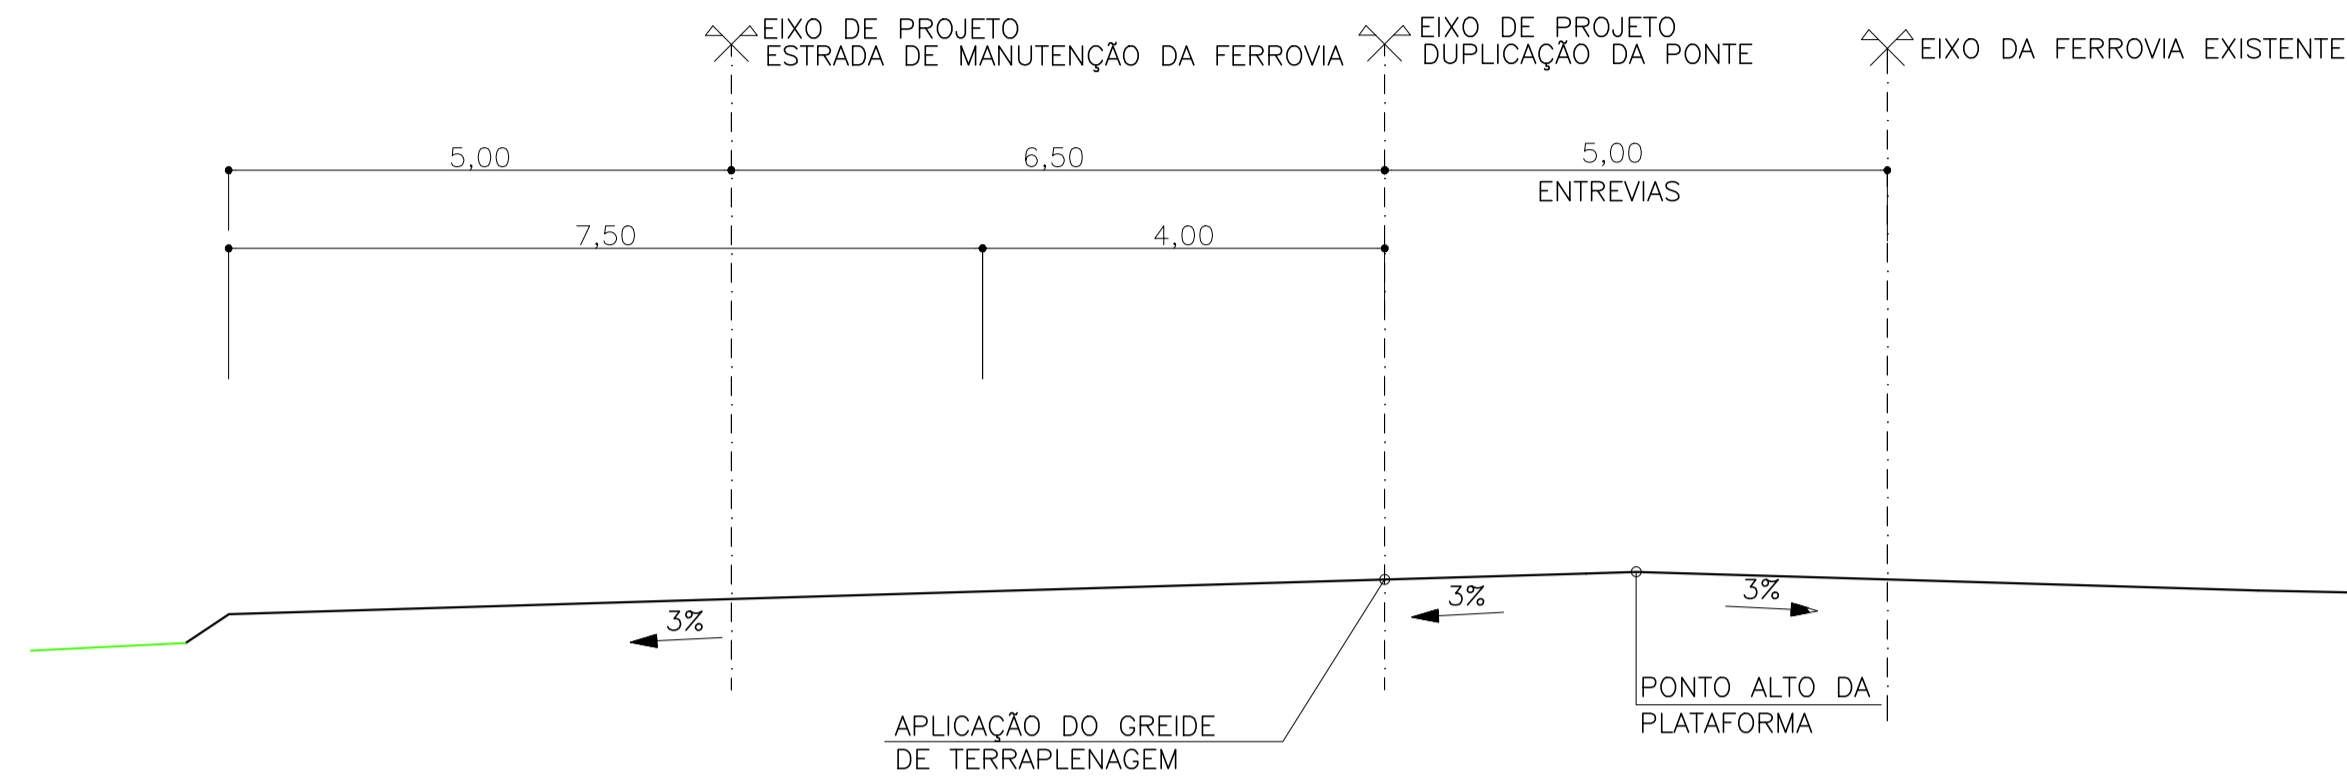 EIXO DE PROJETO
ESTRADA DE MANUTENÇÃO DA FERROVIA
EIXO DE PROJETO
DUPLICAÇÃO DA PONTE
EIXO DA FERROVIA EXISTENTE
5,00
6,50
5,00
ENTREVIAS
7,50
4,00
3%
3%
3%
APLICAÇÃO DO GREIDE
DE TERRAPLENAGEM
PONTO ALTO DA
PLATAFORMA